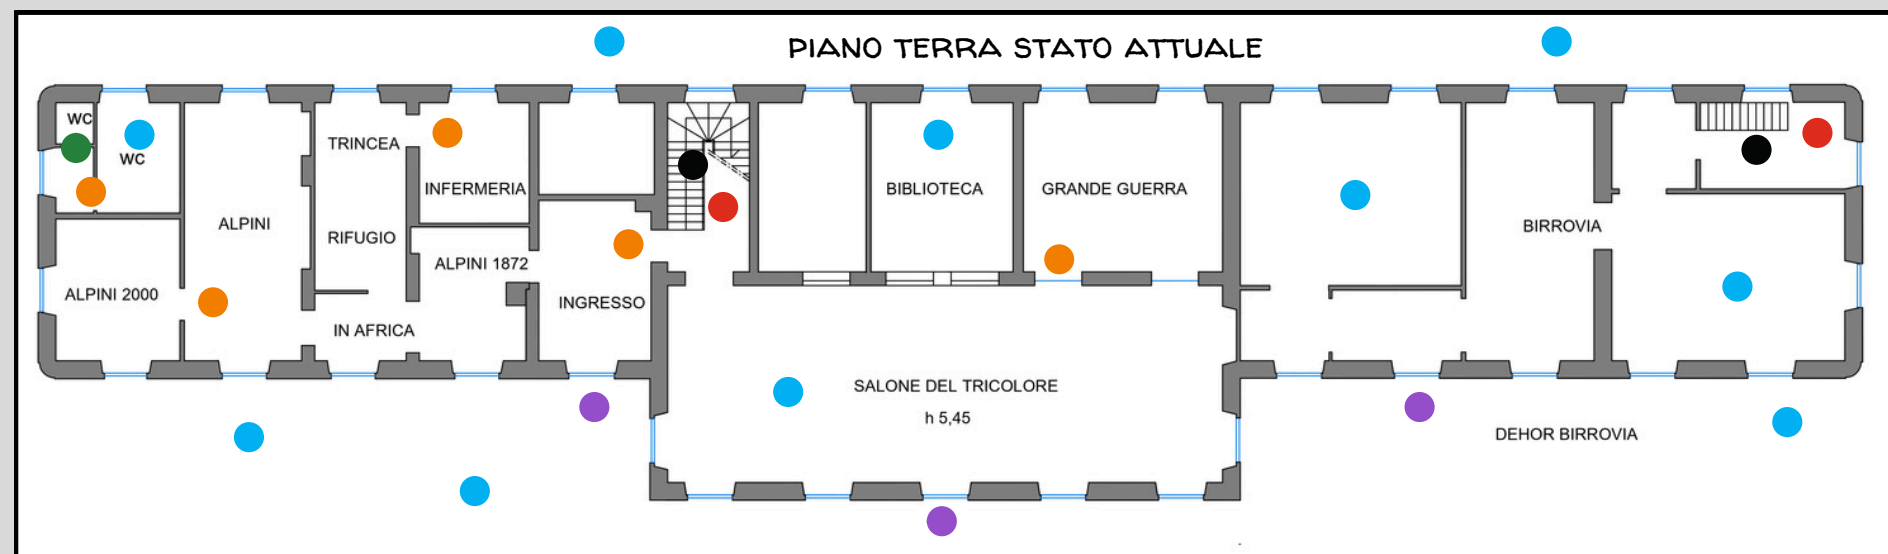 PIANO TERRA STATO ATTUALE
WC
WC
TRINCEA
INFERMERIA
BIBLIOTECA
GRANDE GUERRA
ALPINI
RIFUGIO
BIRROVIA
ALPINI 1872
ALPINI 2000
INGRESSO
IN AFRICA
SALONE DEL TRICOLORE
h 5,45
DEHOR BIRROVIA